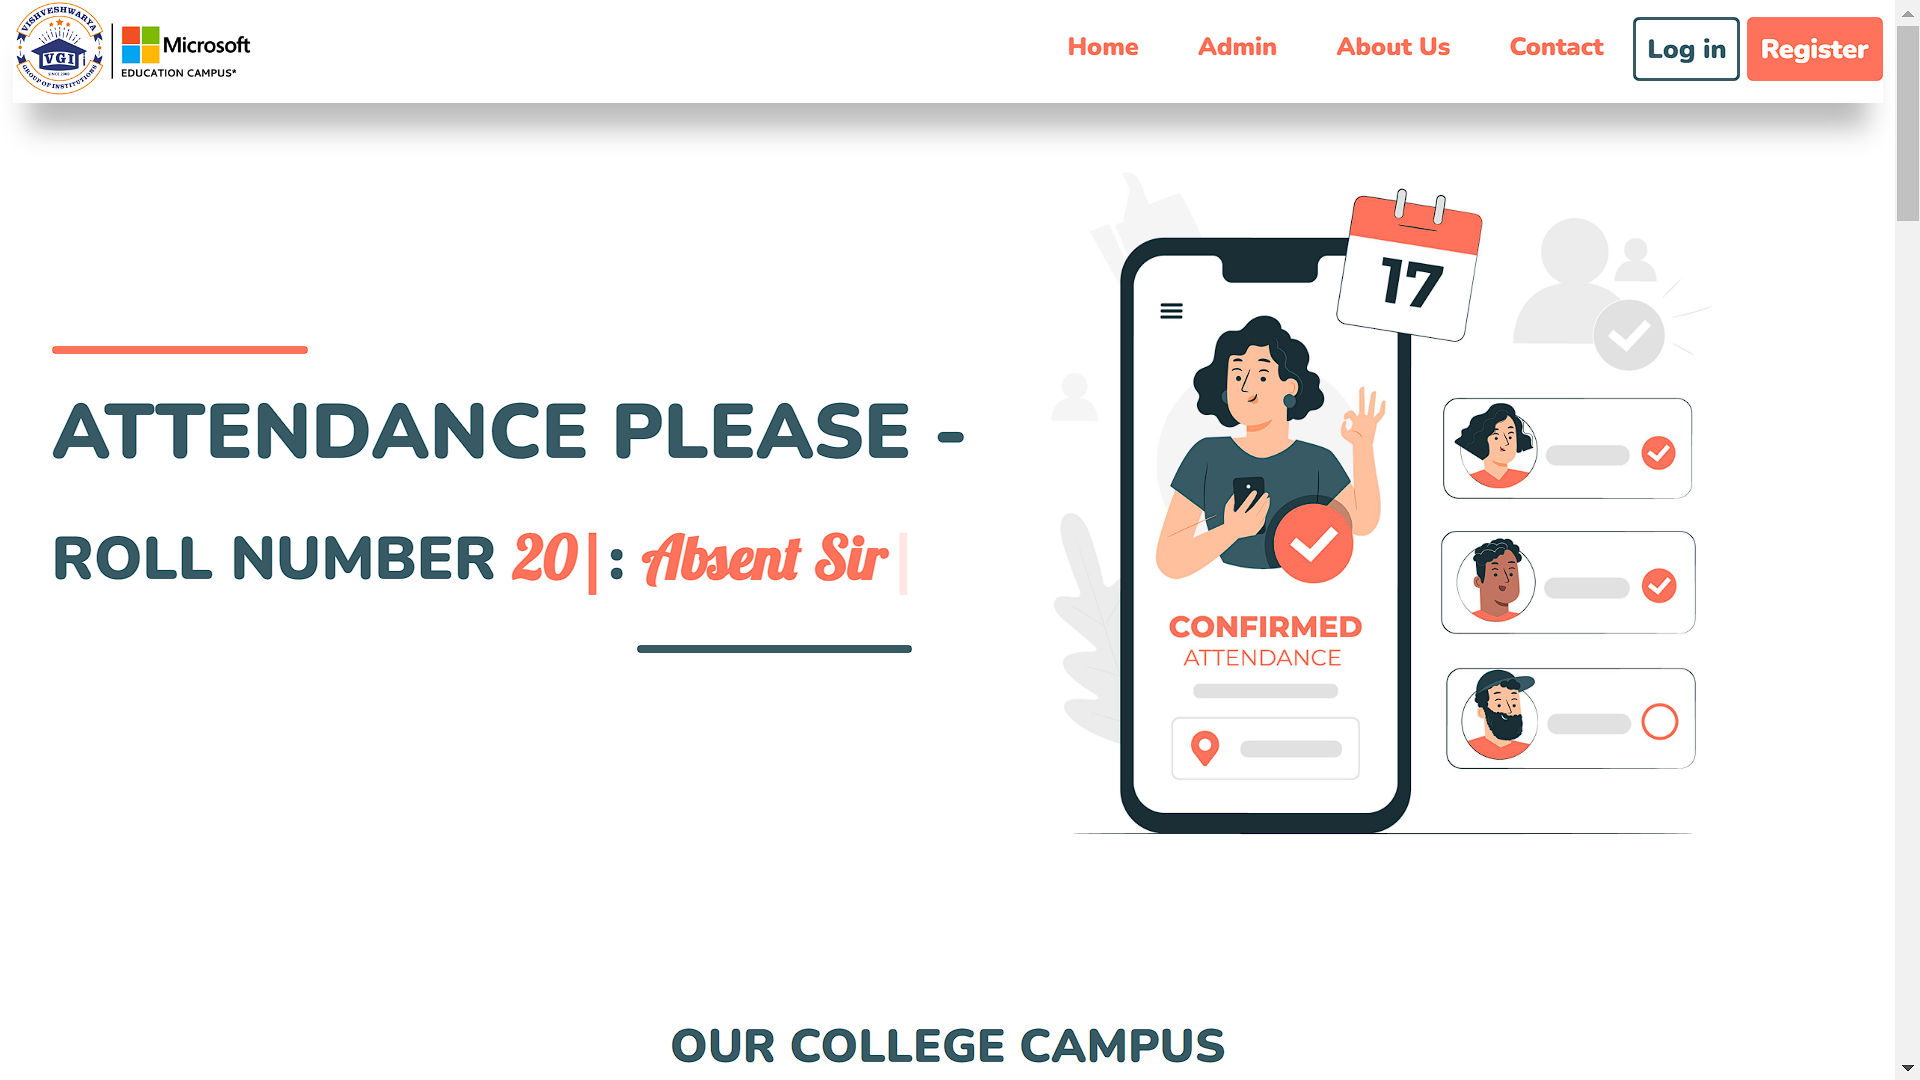 VISHVESHWARYA
VGI
SINCE 2000
GROUP OF INSTITUTIONS
Microsoft
EDUCATION CAMPUS*
Home
Admin
About Us
Contact
Log in
Register
17
ATTENDANCE PLEASE -
ROLL NUMBER 20|: Absent Sir |
CONFIRMED
ATTENDANCE
OUR COLLEGE CAMPUS